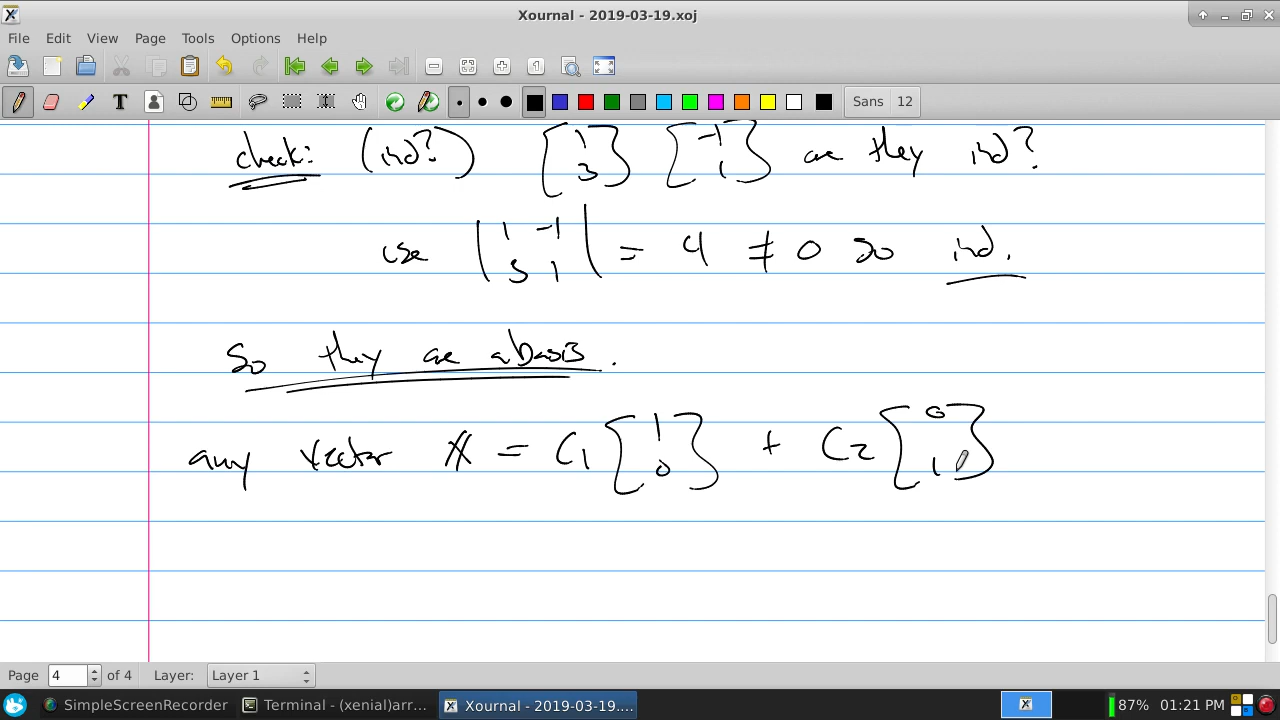 Xournal - 2019-03-19.xoj
File Edit View Page Tools Options Help
Sans 12
check: (ind?) [1 3] [-1 1] are they ind?
use |1 -1 3 1| = 4 ≠ 0 so ind.
So they are a basis.
any vector X = C1 [1 0] + C2 [0 1]
Page 4 of 4 Layer: Layer 1
SimpleScreenRecorder Terminal - (xenial)arr... Xournal - 2019-03-19.... 87% 01:21 PM